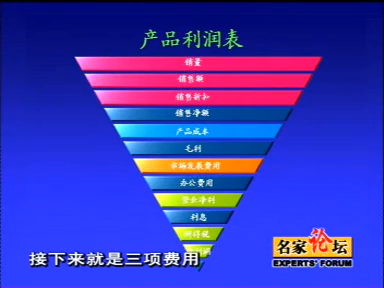 产品利润表
销量
销售额
销售折扣
销售净额
产品成本
毛利
市场发展费用
办公费用
营业净利
利息
所得税
接下来就是三项费用
名家论坛
EXPERTS' FORUM